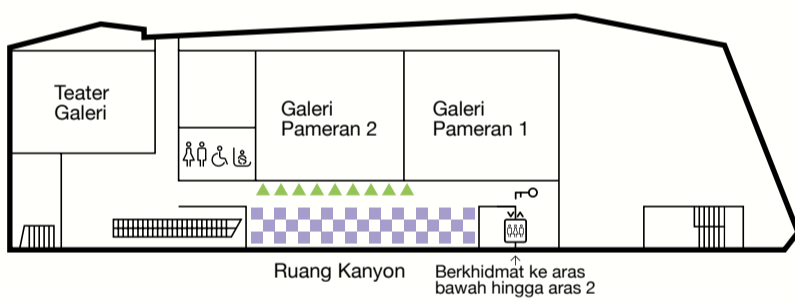 Teater
Galeri
Galeri
Pameran 2
Galeri
Pameran 1
Ruang Kanyon
Berkhidmat ke aras
bawah hingga aras 2